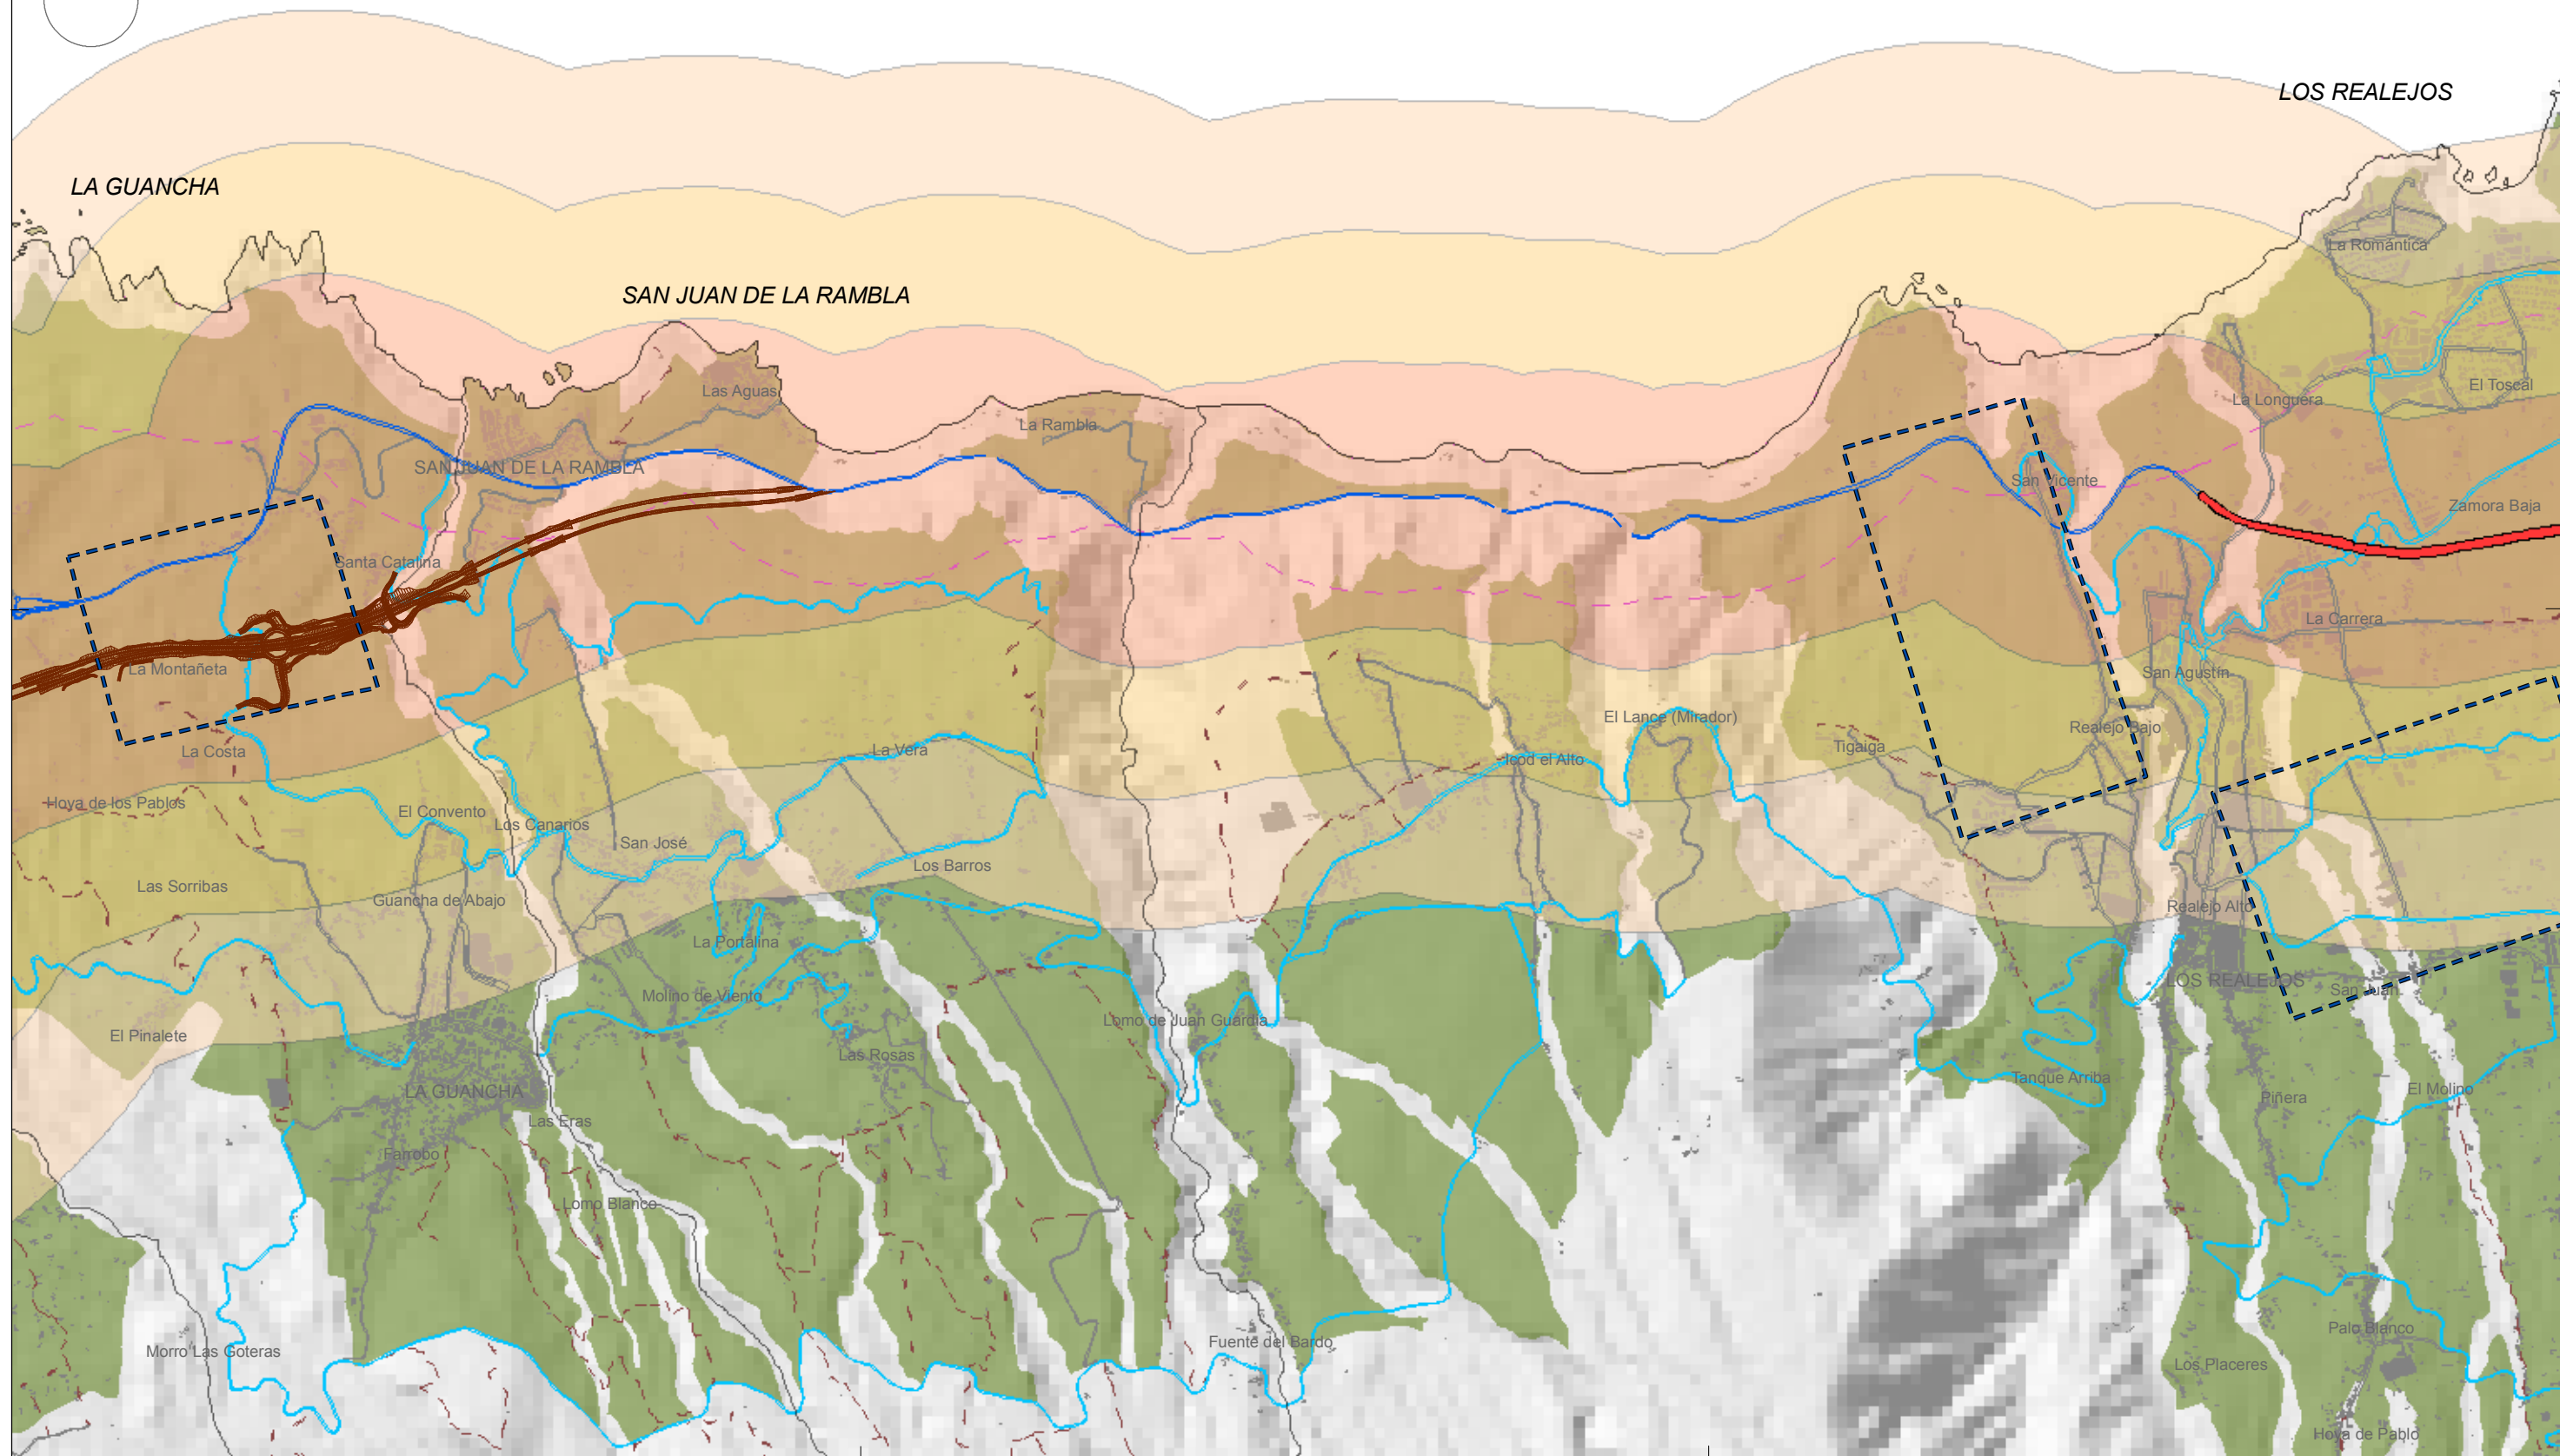 LOS REALEJOS
LA GUANCHA
La Romántica
SAN JUAN DE LA RAMBLA
Las Aguas
El Toscal
La Longuera
La Rambla
SAN JUAN DE LA RAMBLA
San Vicente
Zamora Baja
Santa Catalina
La Carrera
La Montañeta
San Agustín
El Lance (Mirador)
Realejo Bajo
La Costa
La Vera
Tigaiga
Icod el Alto
Hoya de los Pablos
El Convento
Los Canarios
San José
Los Barros
Las Sorribas
Guancha de Abajo
Realejo Alto
La Portalina
LOS REALEJOS
San Juan
Molino de Viento
Lomo de Juan Guardia
El Pinalete
Las Rosas
Tanque Arriba
LA GUANCHA
El Molino
Piñera
Las Eras
Farrobo
Lomo Blanco
Palo Blanco
Fuente del Bardo
Morro Las Goteras
Los Placeres
Hoya de Pablo